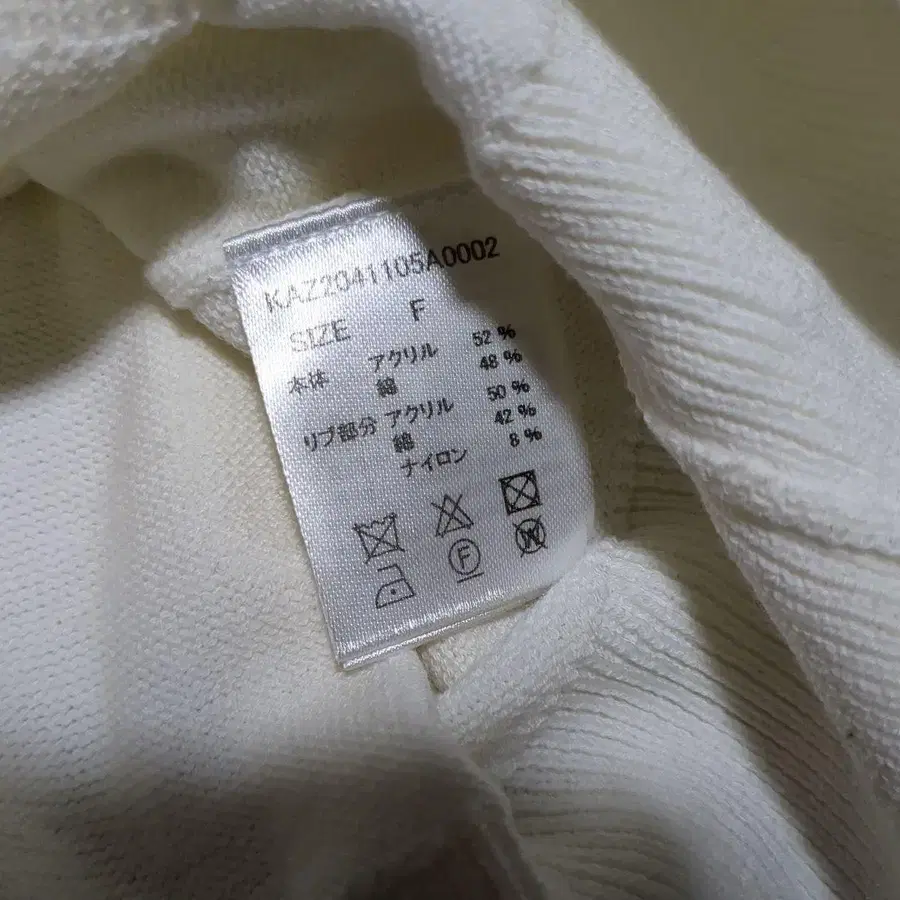 KAZ2041105A0002
SIZE F
本体 アクリル 52 %
綿 48 %
リブ部分 アクリル 50 %
綿 42 %
ナイロン 8 %
F W